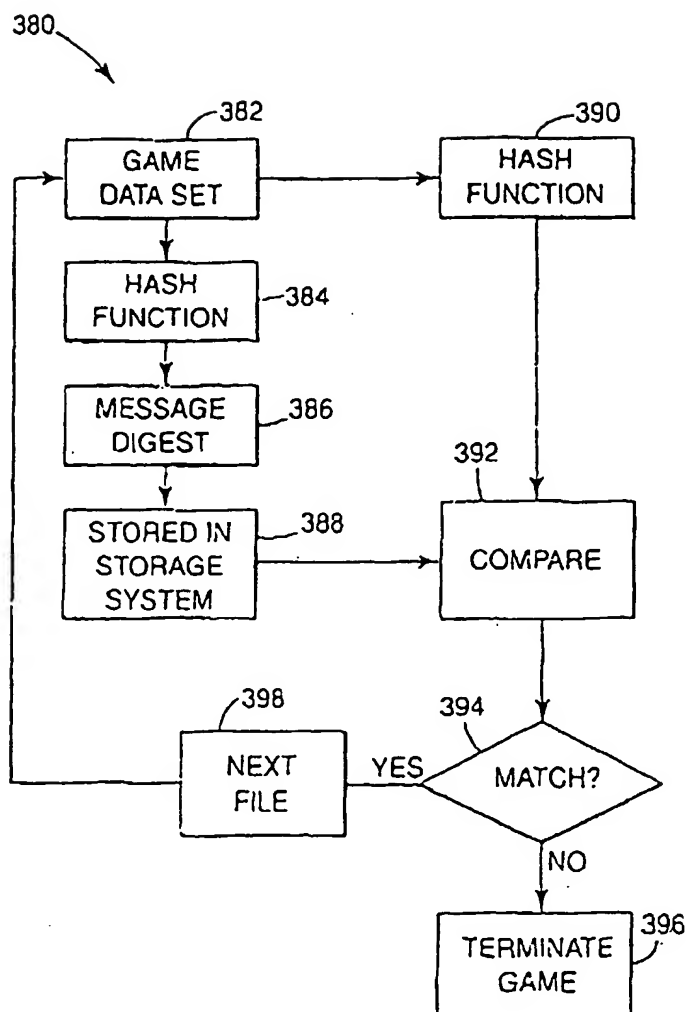 380
382
GAME
DATA SET
390
HASH
FUNCTION
HASH
FUNCTION
384
MESSAGE
DIGEST
386
STORED IN
STORAGE
SYSTEM
388
392
COMPARE
398
NEXT
FILE
YES
394
MATCH?
NO
TERMINATE
GAME
396